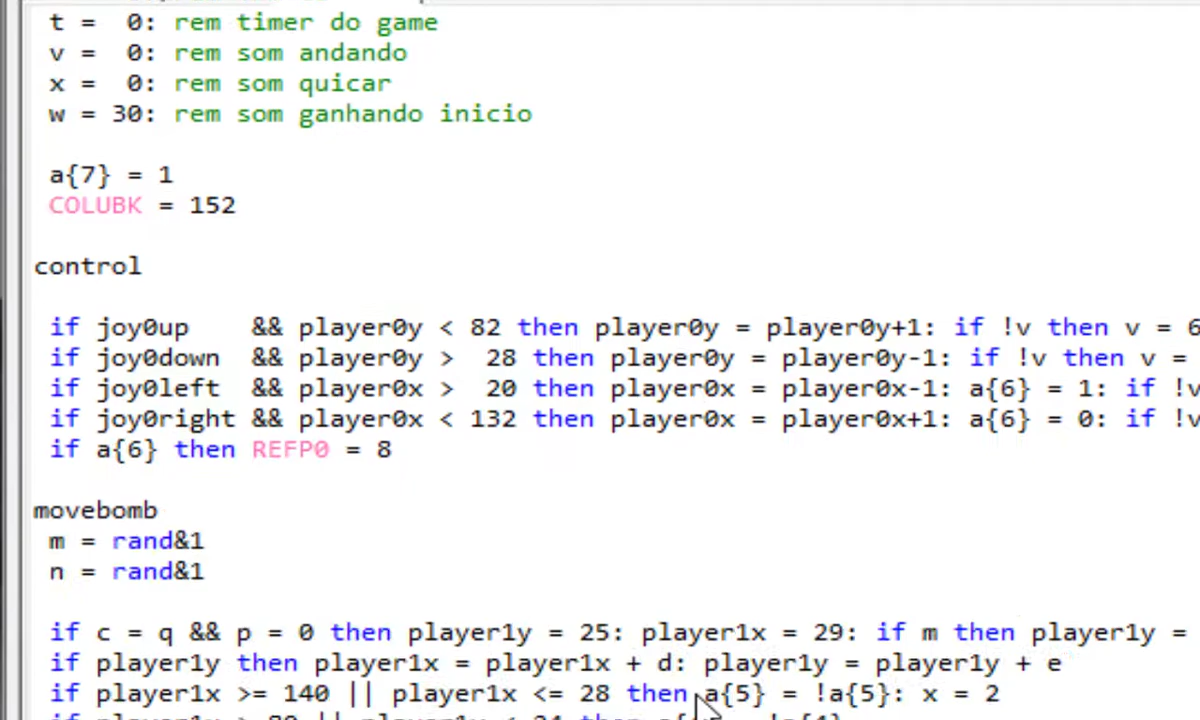 t =  0: rem timer do game
v =  0: rem som andando
x =  0: rem som quicar
w = 30: rem som ganhando inicio
a{7} = 1
COLUBK = 152
control
if joy0up    && player0y < 82 then player0y = player0y+1: if !v then v = 6
if joy0down  && player0y >  28 then player0y = player0y-1: if !v then v =
if joy0left  && player0x >  20 then player0x = player0x-1: a{6} = 1: if !v
if joy0right && player0x < 132 then player0x = player0x+1: a{6} = 0: if !v
if a{6} then REFP0 = 8
movebomb
m = rand&1
n = rand&1
if c = q && p = 0 then player1y = 25: player1x = 29: if m then player1y =
if player1y then player1x = player1x + d: player1y = player1y + e
if player1x >= 140 || player1x <= 28 then a{5} = !a{5}: x = 2